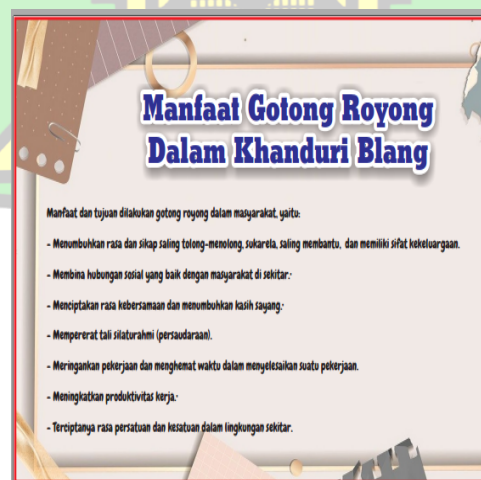 Manfaat Gotong Royong
Dalam Khanduri Blang
Manfaat dan tujuan dilakukan gotong royong dalam masyarakat, yaitu:
- Menumbuhkan rasa dan sikap saling tolong-menolong, sukarela, saling membantu, dan memiliki sifat kekeluargaan.
- Membina hubungan sosial yang baik dengan masyarakat di sekitar.·
- Menciptakan rasa kebersamaan dan menumbuhkan kasih sayang.·
- Mempererat tali silaturahmi (persaudaraan).
- Meringankan pekerjaan dan menghemat waktu dalam menyelesaikan suatu pekerjaan.
- Meningkatkan produktivitas kerja.·
- Terciptanya rasa persatuan dan kesatuan dalam lingkungan sekitar.